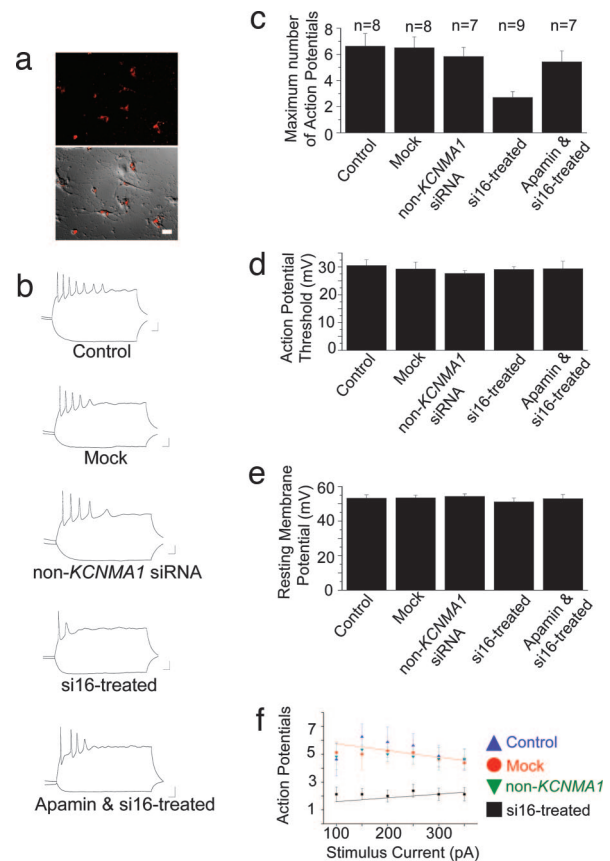 a
b
Control
Mock
non-KCNMA1 siRNA
si16-treated
Apamin & si16-treated
c
n=8 n=8 n=7 n=9 n=7
Maximum number
of Action Potentials
8
6
4
2
0
Control
Mock
non-KCNMA1
siRNA
si16-treated
Apamin &
si16-treated
d
Action Potential
Threshold (mV)
30
20
10
0
Control
Mock
non-KCNMA1
siRNA
si16-treated
Apamin &
si16-treated
e
Resting Membrane
Potential (mV)
60
40
20
0
Control
Mock
non-KCNMA1
siRNA
si16-treated
Apamin &
si16-treated
f
Action Potentials
7
5
3
1
100 200 300
Stimulus Current (pA)
Control
Mock
non-KCNMA1
si16-treated